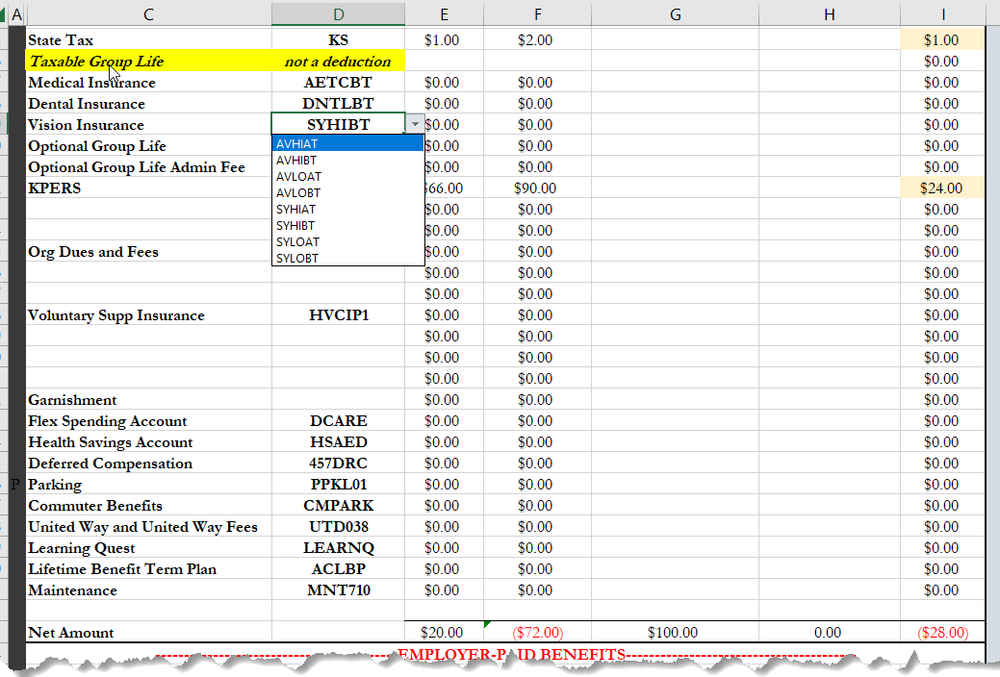 A C D E F G H I
State Tax KS $1.00 $2.00 $1.00
Taxable Group Life not a deduction $0.00
Medical Insurance AETCBT $0.00 $0.00 $0.00
Dental Insurance DNTLBT $0.00 $0.00 $0.00
Vision Insurance SYHIBT $0.00 $0.00 $0.00
Optional Group Life AVHIAT $0.00 $0.00 $0.00
Optional Group Life Admin Fee AVHIBT $0.00 $0.00 $0.00
KPERS AVLOAT $66.00 $90.00 $24.00
AVLOBT
SYHIAT $0.00 $0.00 $0.00
SYHIBT $0.00 $0.00 $0.00
Org Dues and Fees SYLOAT $0.00 $0.00 $0.00
SYLOBT
$0.00 $0.00 $0.00
$0.00 $0.00 $0.00
Voluntary Supp Insurance HVCIP1 $0.00 $0.00 $0.00
$0.00 $0.00 $0.00
$0.00 $0.00 $0.00
$0.00 $0.00 $0.00
Garnishment $0.00 $0.00 $0.00
Flex Spending Account DCARE $0.00 $0.00 $0.00
Health Savings Account HSAED $0.00 $0.00 $0.00
Deferred Compensation 457DRC $0.00 $0.00 $0.00
P Parking PPKL01 $0.00 $0.00 $0.00
Commuter Benefits CMPARK $0.00 $0.00 $0.00
United Way and United Way Fees UTD038 $0.00 $0.00 $0.00
Learning Quest LEARNQ $0.00 $0.00 $0.00
Lifetime Benefit Term Plan ACLBP $0.00 $0.00 $0.00
Maintenance MNT710 $0.00 $0.00 $0.00
Net Amount $20.00 ($72.00) $100.00 0.00 ($28.00)
EMPLOYER-PAID BENEFITS